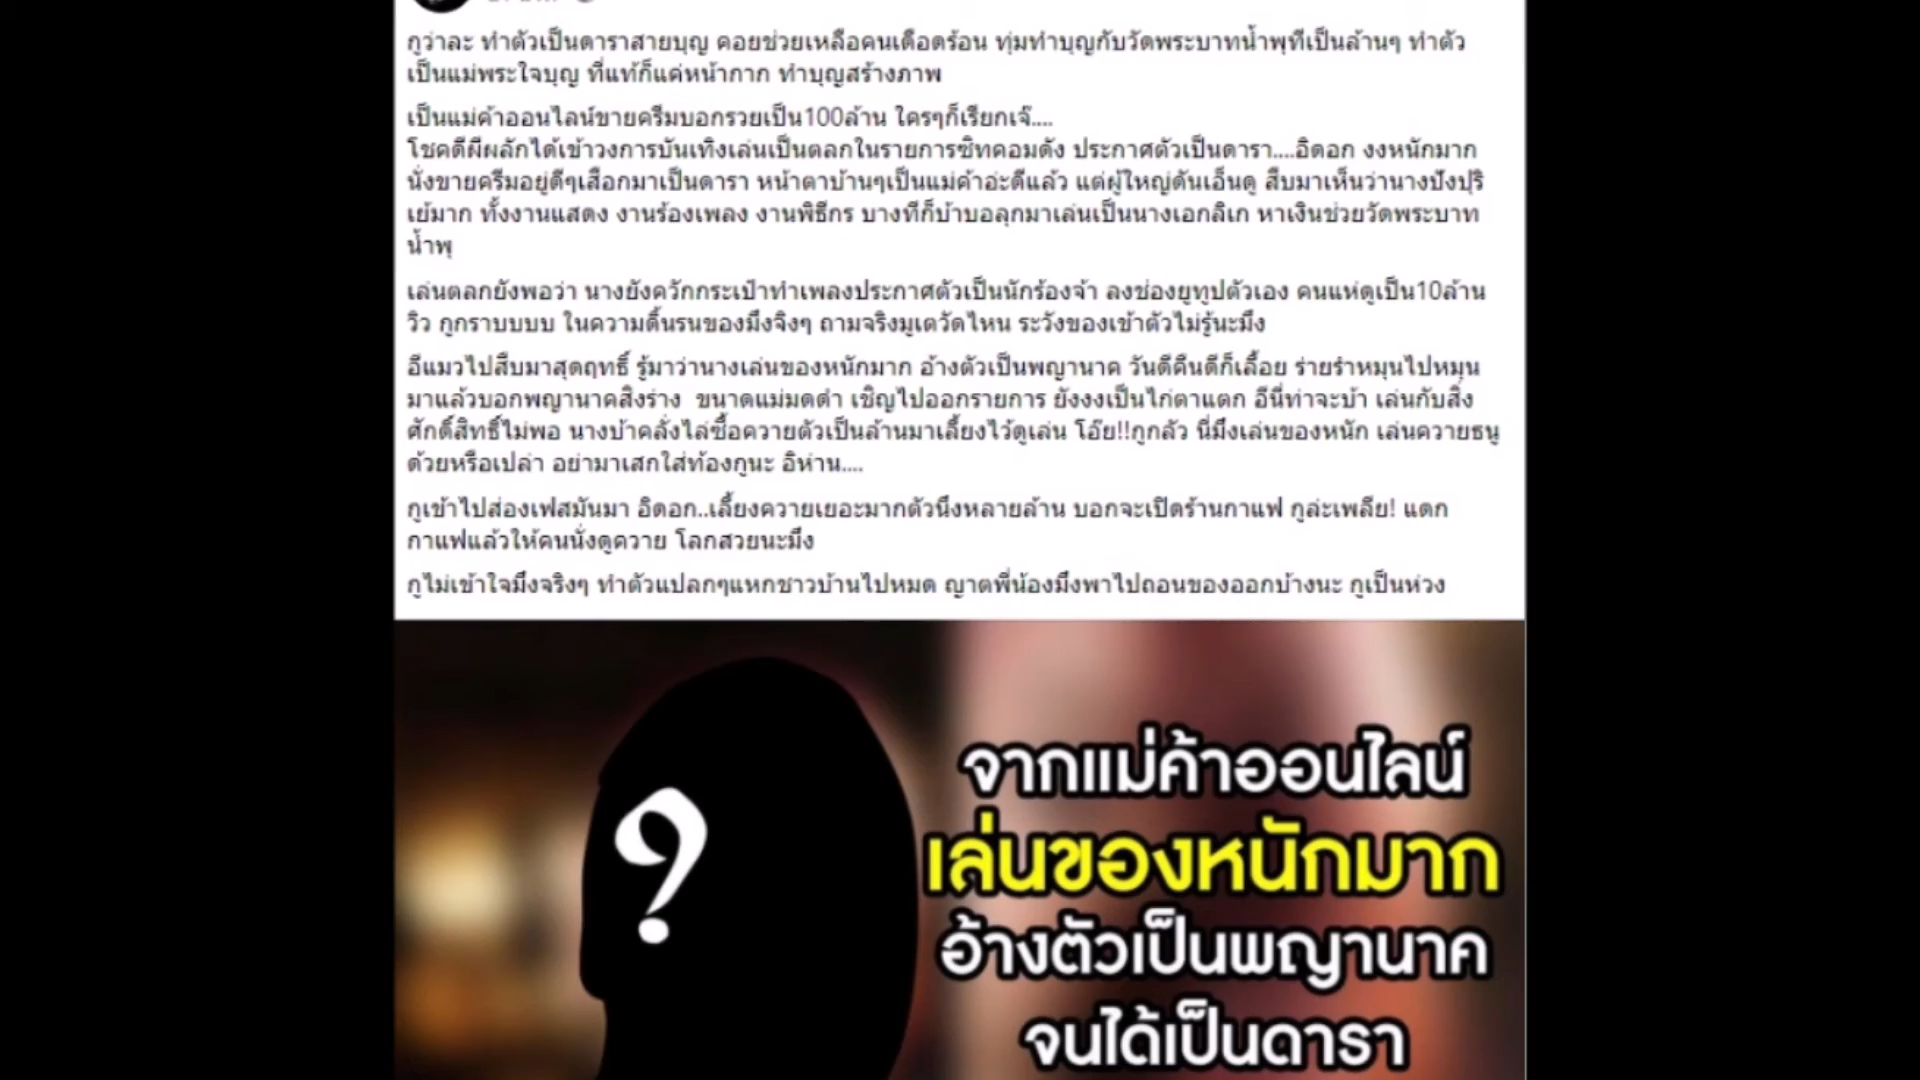 กูว่าละ ทำตัวเป็นดาราสายบุญ คอยช่วยเหลือคนเดือดร้อน ทุ่มทำบุญกับวัดพระบาทน้ำพุทีเป็นล้านๆ ทำตัว
เป็นแม่พระใจบุญ ที่แท้ก็แค่หน้ากาก ทำบุญสร้างภาพ
เป็นแม่ค้าออนไลน์ขายครีมบอกรวยเป็น100ล้าน ใครๆก็เรียกเจ๊....
โชคดีผีผลักได้เข้าวงการบันเทิงเล่นเป็นตลกในรายการซิทคอมดัง ประกาศตัวเป็นดารา....อิดอก งงหนักมาก
นั่งขายครีมอยู่ดีๆเสือกมาเป็นดารา หน้าตาบ้านๆเป็นแม่ค้าอ่ะดีแล้ว แต่ผู้ใหญ่ดันเอ็นดู สืบมาเห็นว่านางปังปุริ
เย่มาก ทั้งงานแสดง งานร้องเพลง งานพิธีกร บางทีก็บ้าบอลุกมาเล่นเป็นนางเอกลิเก หาเงินช่วยวัดพระบาท
น้ำพุ
เล่นตลกยังพอว่า นางยังควักกระเป๋าทำเพลงประกาศตัวเป็นนักร้องจ้า ลงช่องยูทูปตัวเอง คนแห่ดูเป็น10ล้าน
วิว กูกราบบบบ ในความดิ้นรนของมึงจิงๆ ถามจริงมูเตวัดไหน ระวังของเข้าตัวไม่รู้นะมึง
อีแมวไปสืบมาสุดฤทธิ์ รู้มาว่านางเล่นของหนักมาก อ้างตัวเป็นพญานาค วันดีคืนดีก็เลื้อย ร่ายรำหมุนไปหมุน
มาแล้วบอกพญานาคสิงร่าง ขนาดแม่มดดำ เชิญไปออกรายการ ยังงงเป็นไก่ตาแตก อีนี่ท่าจะบ้า เล่นกับสิ่ง
ศักดิ์สิทธิ์ไม่พอ นางบ้าคลั่งไล่ซื้อควายตัวเป็นล้านมาเลี้ยงไว้ดูเล่น โอ๊ย!!กูกลัว นี่มึงเล่นของหนัก เล่นควายธนู
ด้วยหรือเปล่า อย่ามาเสกใส่ท้องกูนะ อิห่าน....
กูเข้าไปส่องเฟสมันมา อิดอก..เลี้ยงควายเยอะมากตัวนึงหลายล้าน บอกจะเปิดร้านกาแฟ กูล่ะเพลีย! แดก
กาแฟแล้วให้คนนั่งดูควาย โลกสวยนะมึง
กูไม่เข้าใจมึงจริงๆ ทำตัวแปลกๆแหกชาวบ้านไปหมด ญาติพี่น้องมึงพาไปถอนของออกบ้างนะ กูเป็นห่วง
?
จากแม่ค้าออนไลน์
เล่นของหนักมาก
อ้างตัวเป็นพญานาค
จนได้เป็นดารา